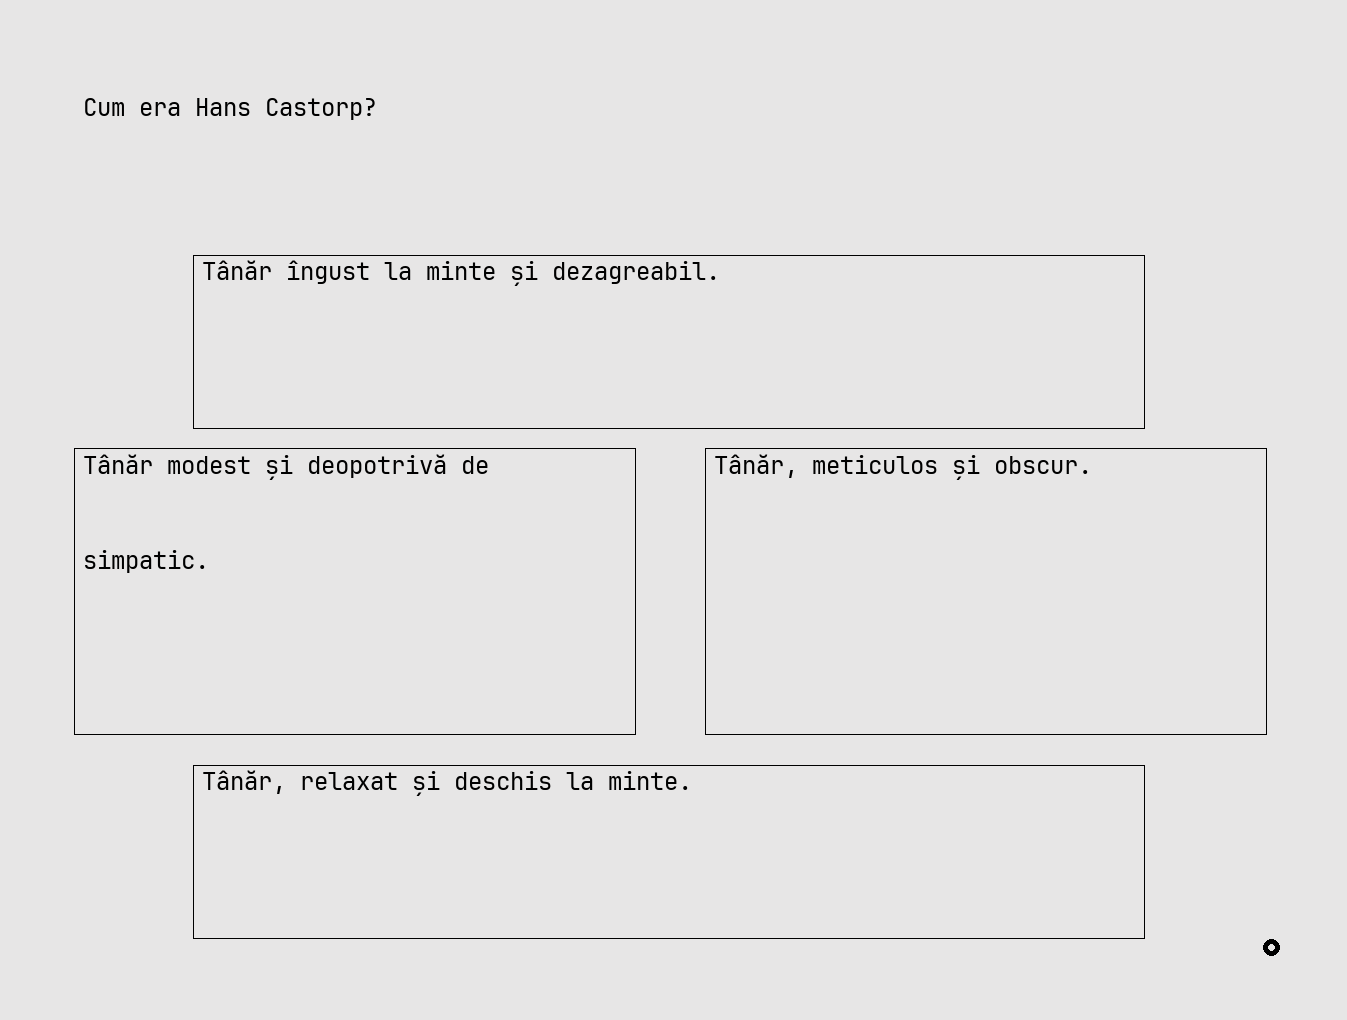 Cum era Hans Castorp?
Tânăr îngust la minte și dezagreabil.
Tânăr modest și deopotrivă de
simpatic.
Tânăr, meticulos și obscur.
Tânăr, relaxat și deschis la minte.